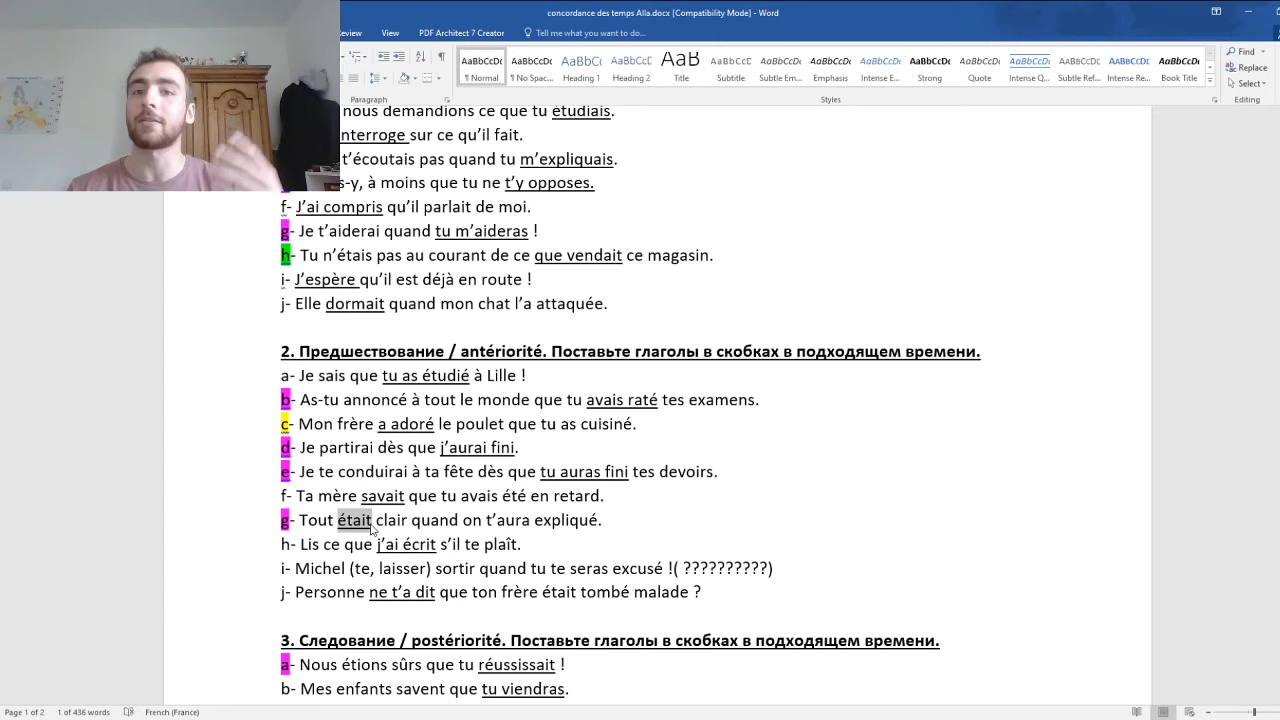 concordance des temps Alla.docx [Compatibility Mode] - Word
View PDF Architect 7 Creator Tell me what you want to do...
AaBbCcDc AaBbCcDc AaBbCc AaBbCcC AaB AaBbCcD AaBbCcDc AaBbCcDc AaBbCcDc AaBbCcDc AaBbCcDc AaBbCcDc AaBbCcDc AaBbCcDc AaBbCcDc
¶ Normal ¶ No Spac... Heading 1 Heading 2 Title Subtitle Subtle Em... Emphasis Intense E... Strong Quote Intense Q... Subtle Ref... Intense Re... Book Title
Find
Replace
Select
Paragraph Styles Editing
nous demandions ce que tu étudiais.
nterroge sur ce qu'il fait.
t'écoutais pas quand tu m'expliquais.
s-y, à moins que tu ne t'y opposes.
f- J'ai compris qu'il parlait de moi.
g- Je t'aiderai quand tu m'aideras !
h- Tu n'étais pas au courant de ce que vendait ce magasin.
i- J'espère qu'il est déjà en route !
j- Elle dormait quand mon chat l'a attaquée.
2. Предшествование / antériorité. Поставьте глаголы в скобках в подходящем времени.
a- Je sais que tu as étudié à Lille !
b- As-tu annoncé à tout le monde que tu avais raté tes examens.
c- Mon frère a adoré le poulet que tu as cuisiné.
d- Je partirai dès que j'aurai fini.
e- Je te conduirai à ta fête dès que tu auras fini tes devoirs.
f- Ta mère savait que tu avais été en retard.
g- Tout était clair quand on t'aura expliqué.
h- Lis ce que j'ai écrit s'il te plaît.
i- Michel (te, laisser) sortir quand tu te seras excusé !( ??????????)
j- Personne ne t'a dit que ton frère était tombé malade ?
3. Следование / postériorité. Поставьте глаголы в скобках в подходящем времени.
a- Nous étions sûrs que tu réussissait !
b- Mes enfants savent que tu viendras.
Page 1 of 2 1 of 436 words French (France)